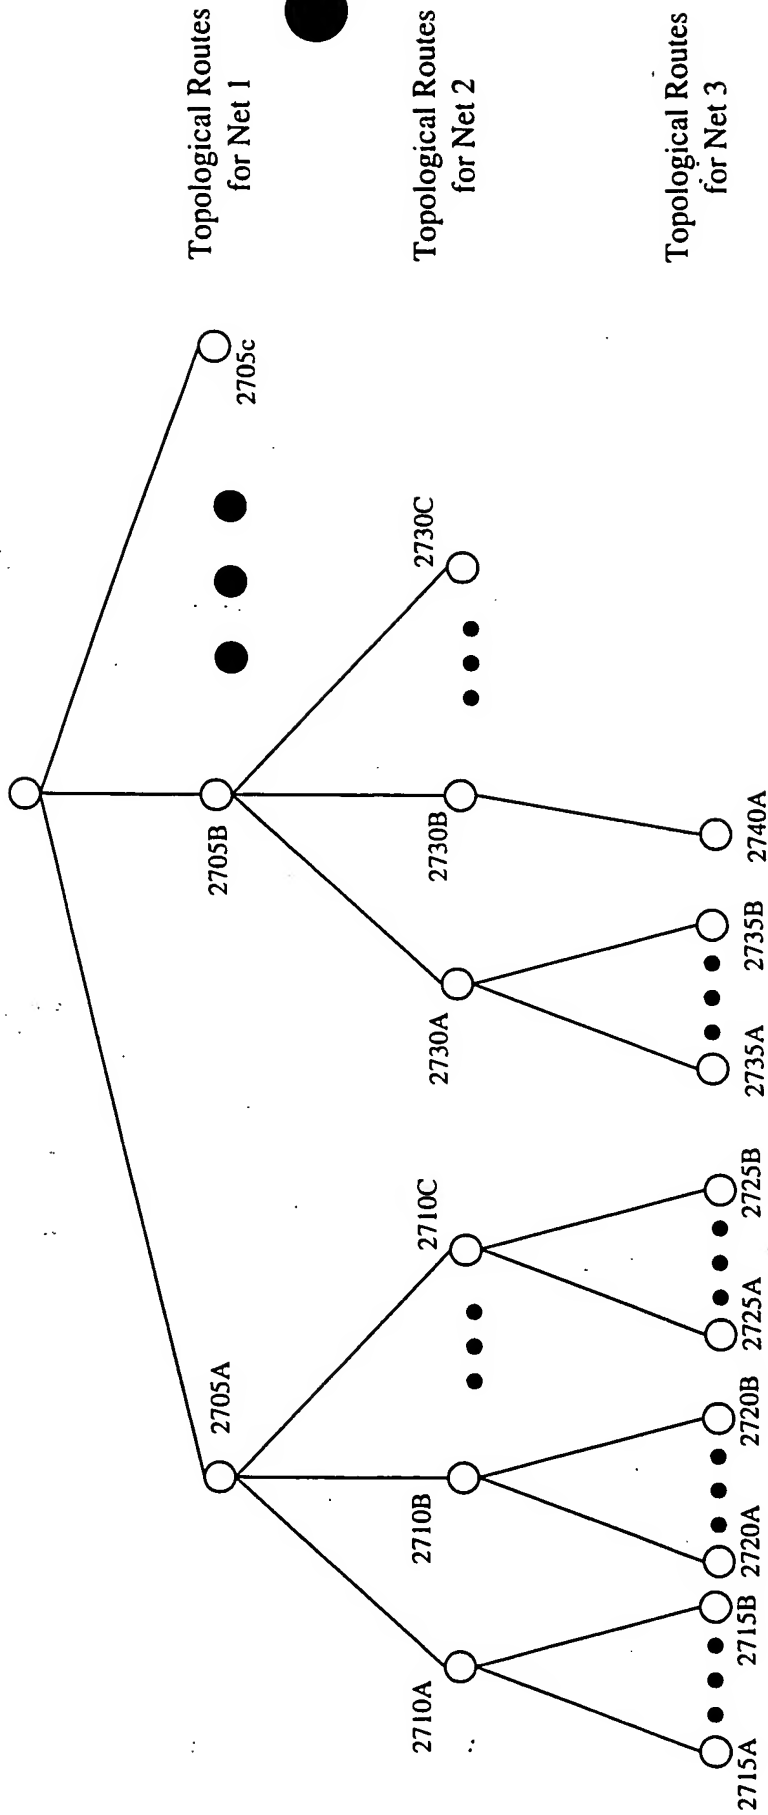 Topological Routes
for Net 1
2705A
2705B
2705c
Topological Routes
for Net 2
2710A
2710B
2710C
2730A
2730B
2730C
Topological Routes
for Net 3
2715A
2715B
2720A
2720B
2725A
2725B
2735A
2735B
2740A